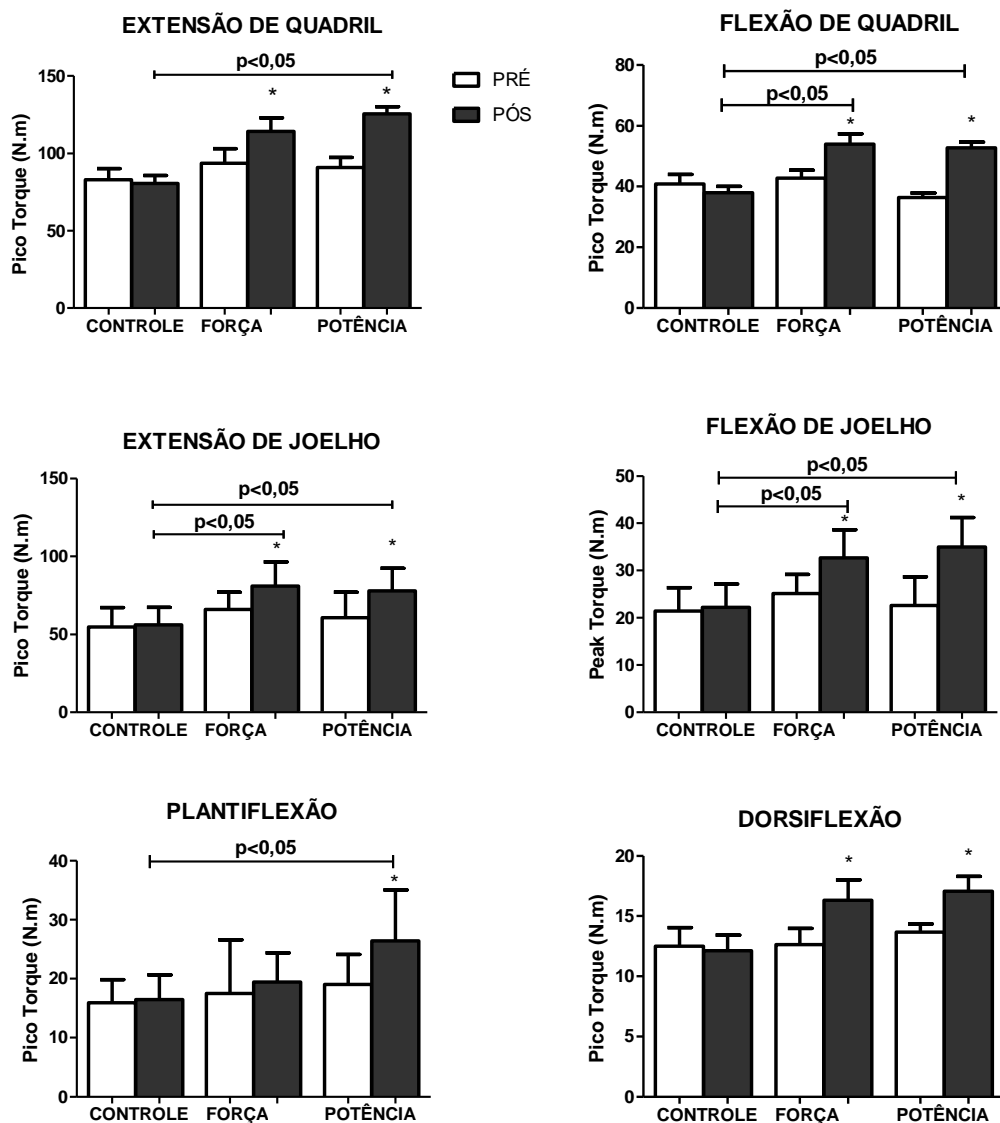 EXTENSÃO DE QUADRIL
p<0,05
* *
150
100
50
0
Pico Torque (N.m)
CONTROLE FORÇA POTÊNCIA
PRÉ
PÓS
FLEXÃO DE QUADRIL
p<0,05
p<0,05
* *
80
60
40
20
0
Pico Torque (N.m)
CONTROLE FORÇA POTÊNCIA
EXTENSÃO DE JOELHO
p<0,05
p<0,05
* *
150
100
50
0
Pico Torque (N.m)
CONTROLE FORÇA POTÊNCIA
FLEXÃO DE JOELHO
p<0,05
p<0,05
* *
50
40
30
20
10
0
Peak Torque (N.m)
CONTROLE FORÇA POTÊNCIA
PLANTIFLEXÃO
p<0,05
*
40
30
20
10
0
Pico Torque (N.m)
CONTROLE FORÇA POTÊNCIA
DORSIFLEXÃO
* *
20
15
10
5
0
Pico Torque (N.m)
CONTROLE FORÇA POTÊNCIA